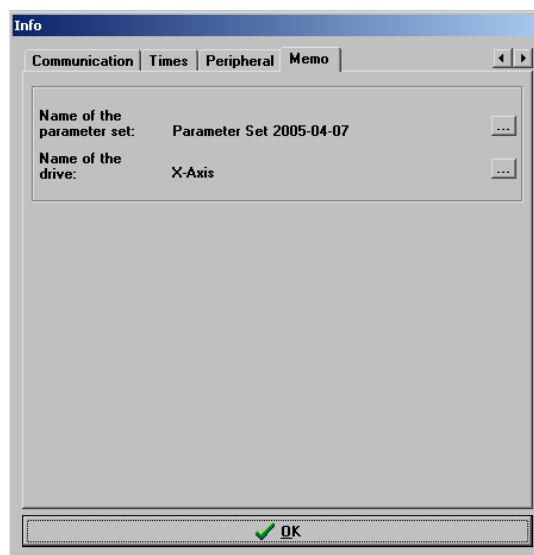 Info
Communication Times Peripheral Memo
Name of the
parameter set: Parameter Set 2005-04-07 ...
Name of the
drive: X-Axis ...
OK